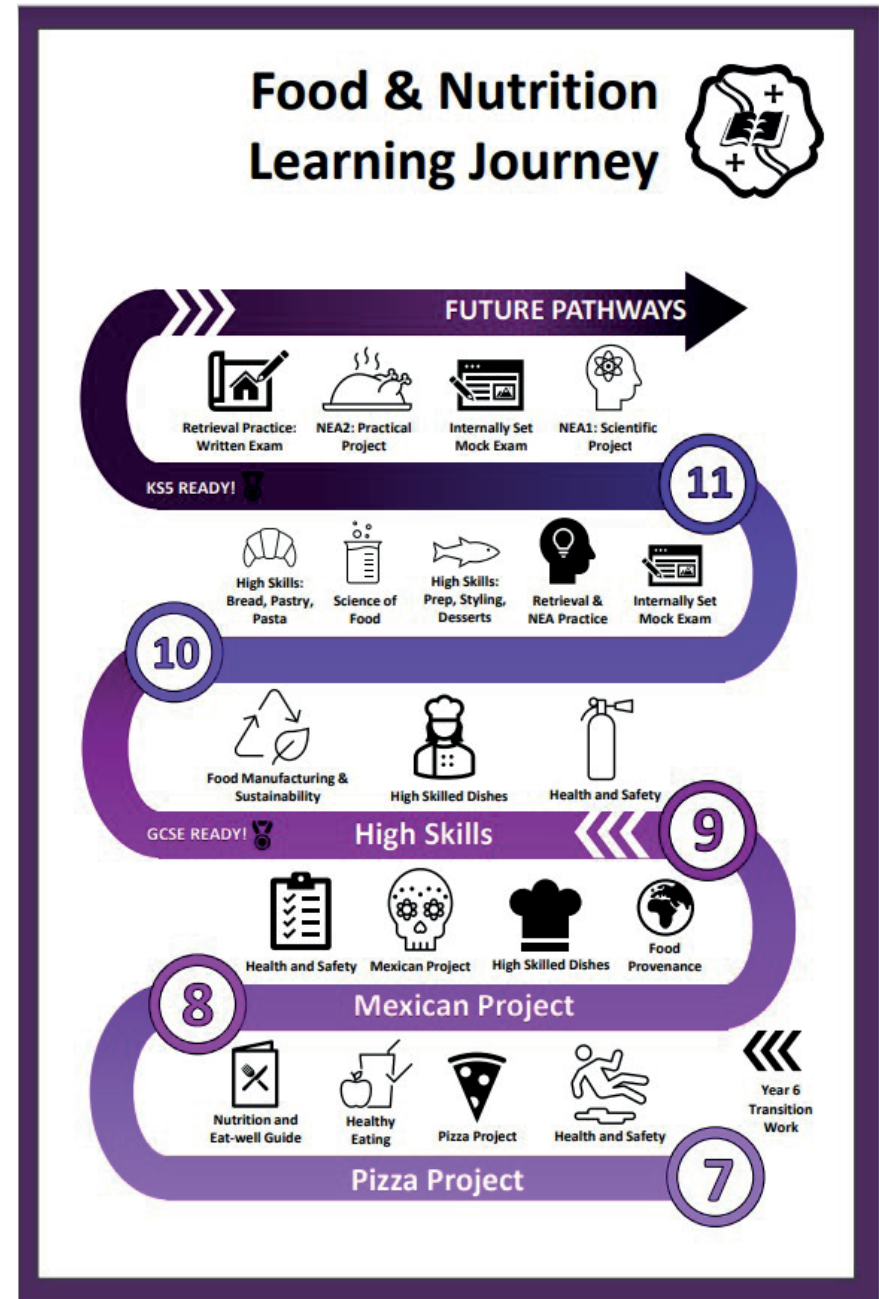 Food & Nutrition
Learning Journey
FUTURE PATHWAYS
Retrieval Practice:
Written Exam
NEA2: Practical
Project
Internally Set
Mock Exam
NEA1: Scientific
Project
KS5 READY!
11
High Skills:
Bread, Pastry,
Pasta
Science of
Food
High Skills:
Prep, Styling,
Desserts
Retrieval &
NEA Practice
Internally Set
Mock Exam
10
Food Manufacturing &
Sustainability
High Skilled Dishes
Health and Safety
GCSE READY!
High Skills
9
Health and Safety
Mexican Project
High Skilled Dishes
Food
Provenance
8
Mexican Project
Nutrition and
Eat-well Guide
Healthy
Eating
Pizza Project
Health and Safety
Year 6
Transition
Work
Pizza Project
7